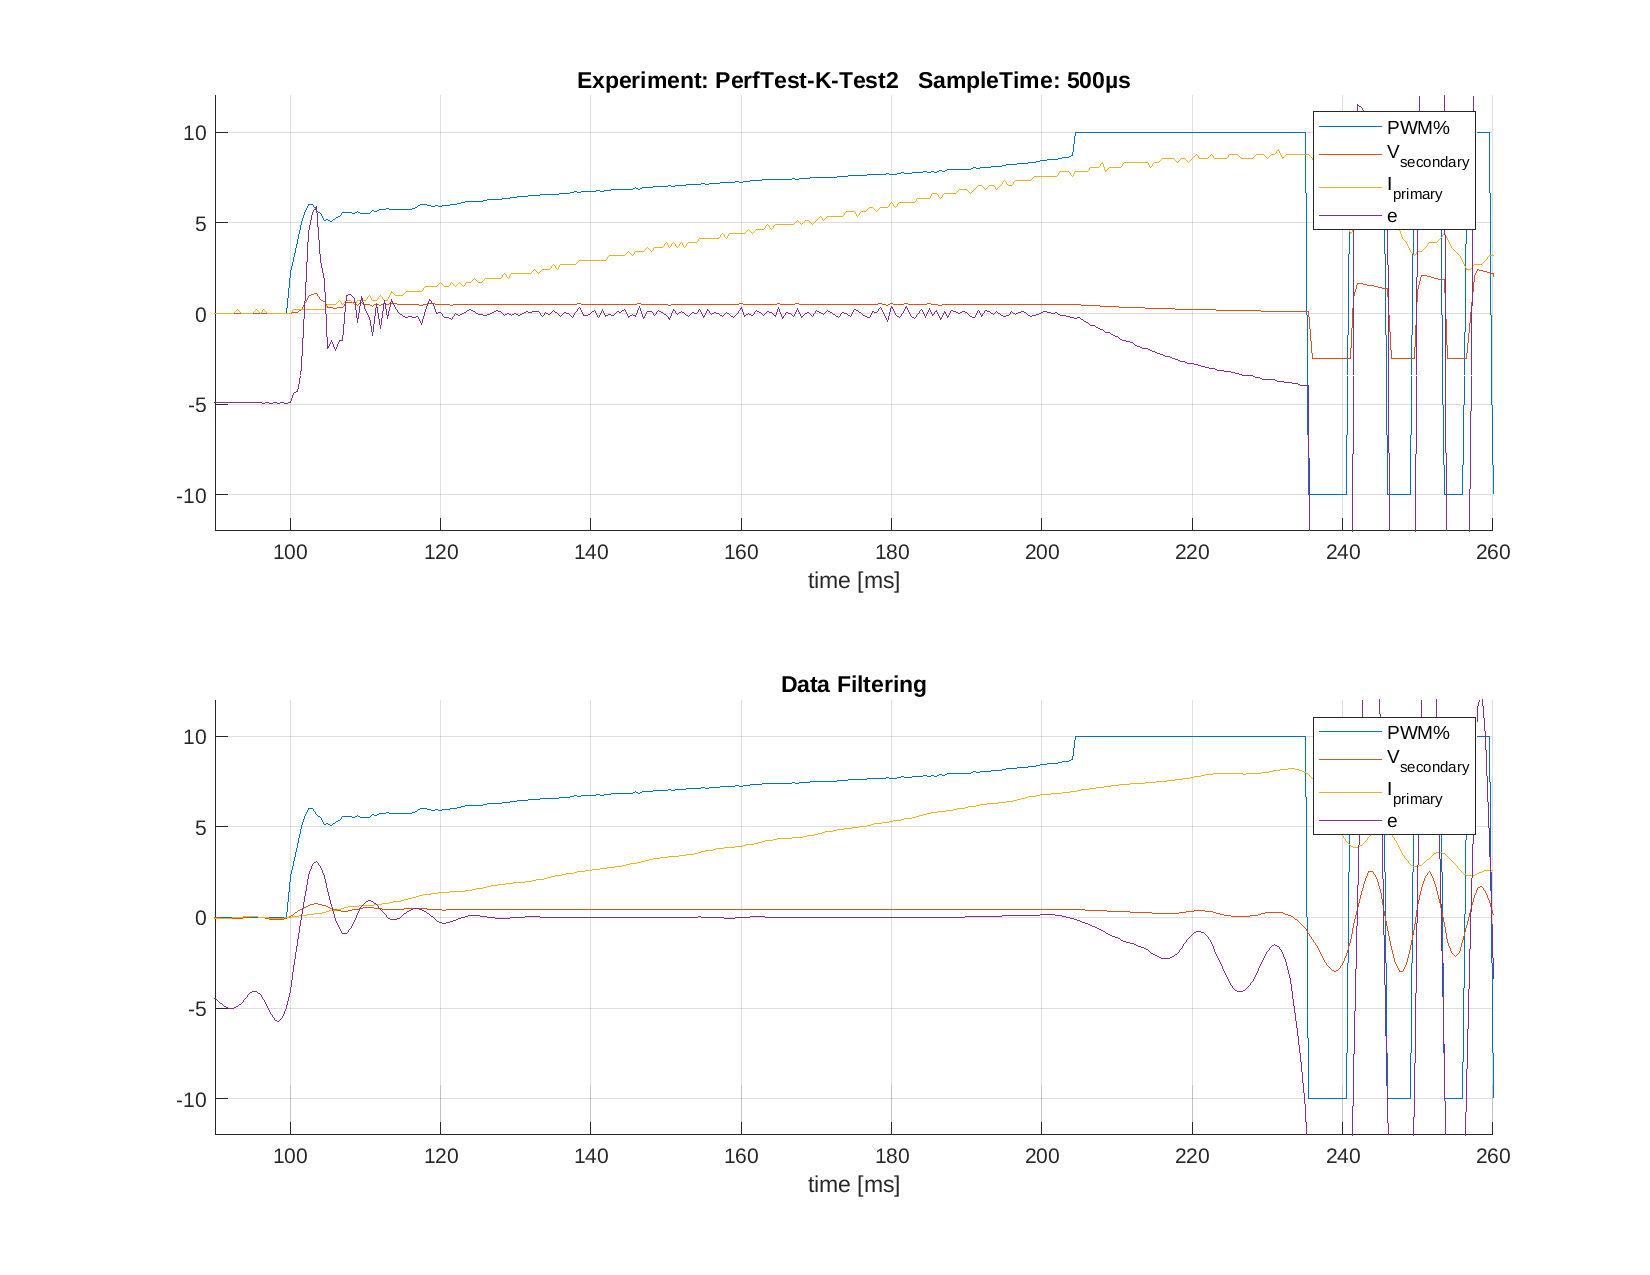 Experiment: PerfTest-K-Test2   SampleTime: 500µs
10
5
0
-5
-10
PWM%
Vsecondary
Iprimary
e
100 120 140 160 180 200 220 240 260
time [ms]
Data Filtering
10
5
0
-5
-10
PWM%
Vsecondary
Iprimary
e
100 120 140 160 180 200 220 240 260
time [ms]